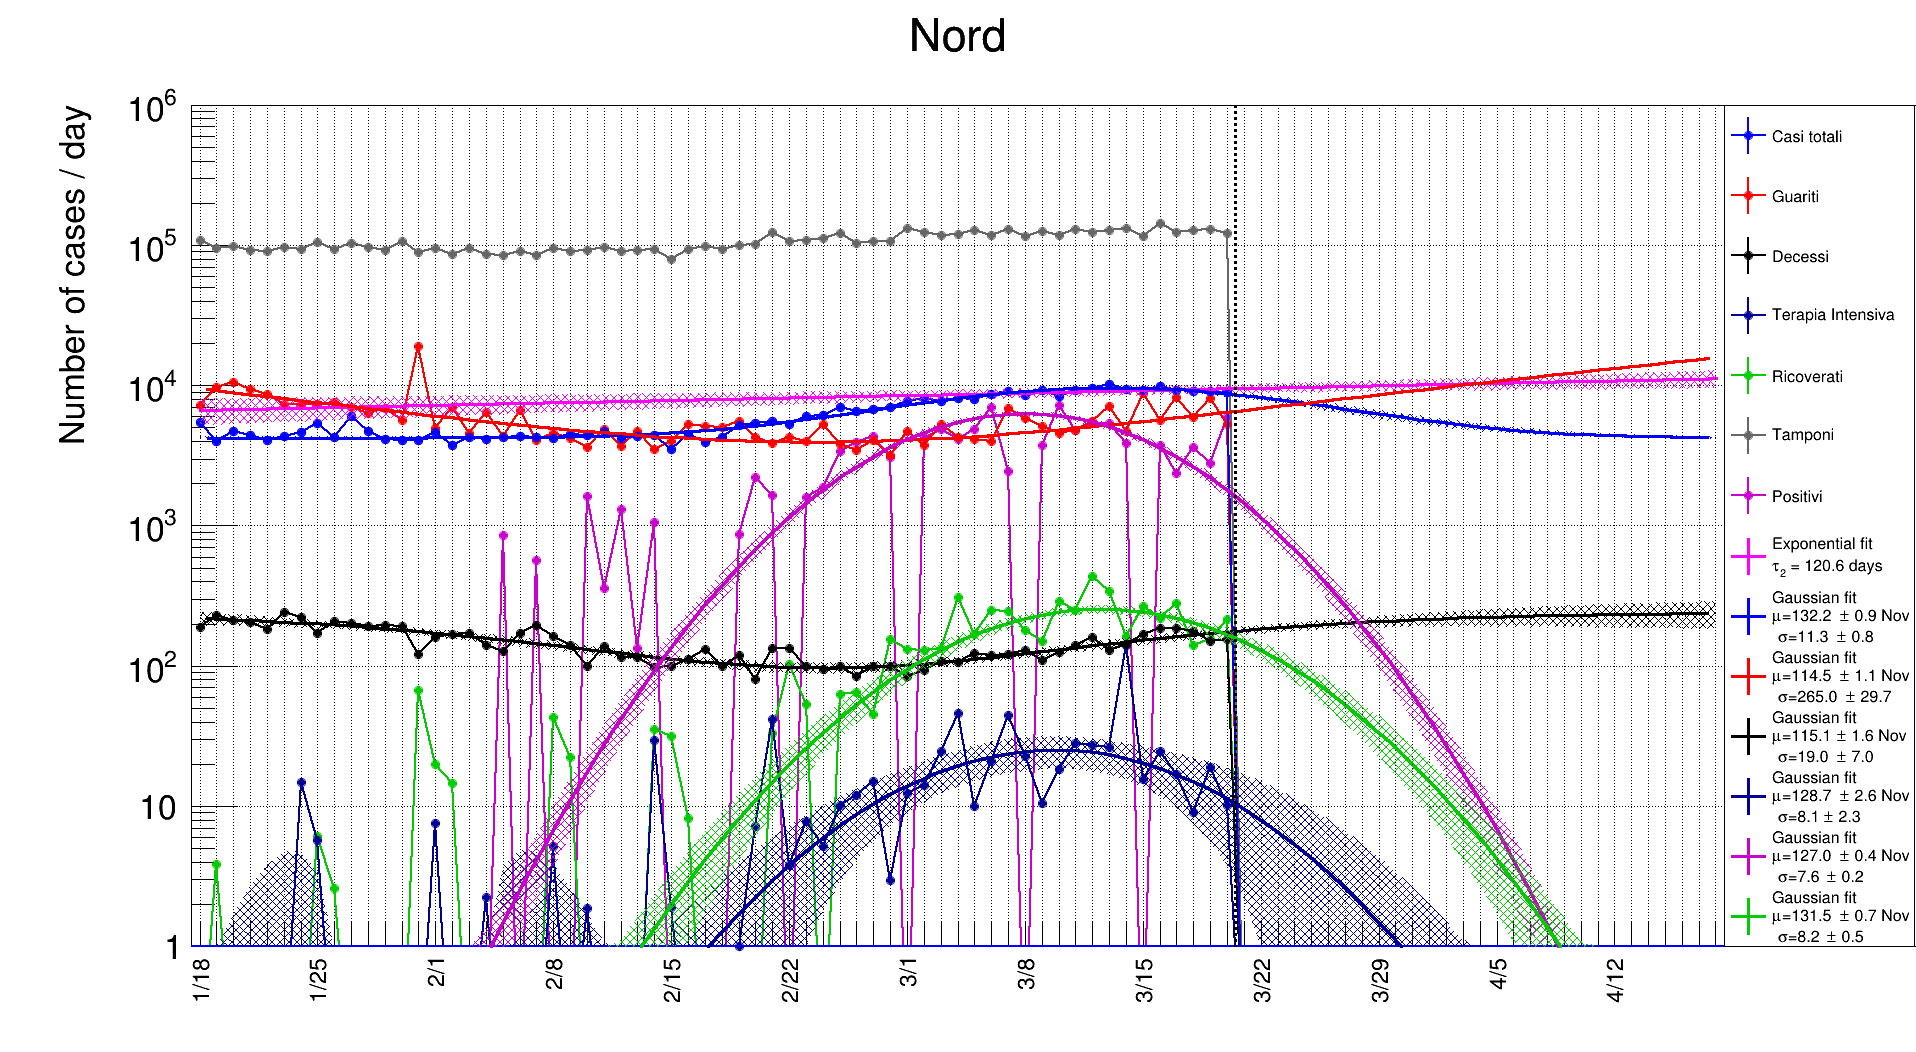 Nord
Number of cases / day
10^6
10^5
10^4
10^3
10^2
10
1
1/18
1/25
2/1
2/8
2/15
2/22
3/1
3/8
3/15
3/22
3/29
4/5
4/12
Casi totali
Guariti
Decessi
Terapia Intensiva
Ricoverati
Tamponi
Positivi
Exponential fit
τ_2 = 120.6 days
Gaussian fit
μ=132.2 ± 0.9 Nov
σ=11.3 ± 0.8
Gaussian fit
μ=114.5 ± 1.1 Nov
σ=265.0 ± 29.7
Gaussian fit
μ=115.1 ± 1.6 Nov
σ=19.0 ± 7.0
Gaussian fit
μ=128.7 ± 2.6 Nov
σ=8.1 ± 2.3
Gaussian fit
μ=127.0 ± 0.4 Nov
σ=7.6 ± 0.2
Gaussian fit
μ=131.5 ± 0.7 Nov
σ=8.2 ± 0.5